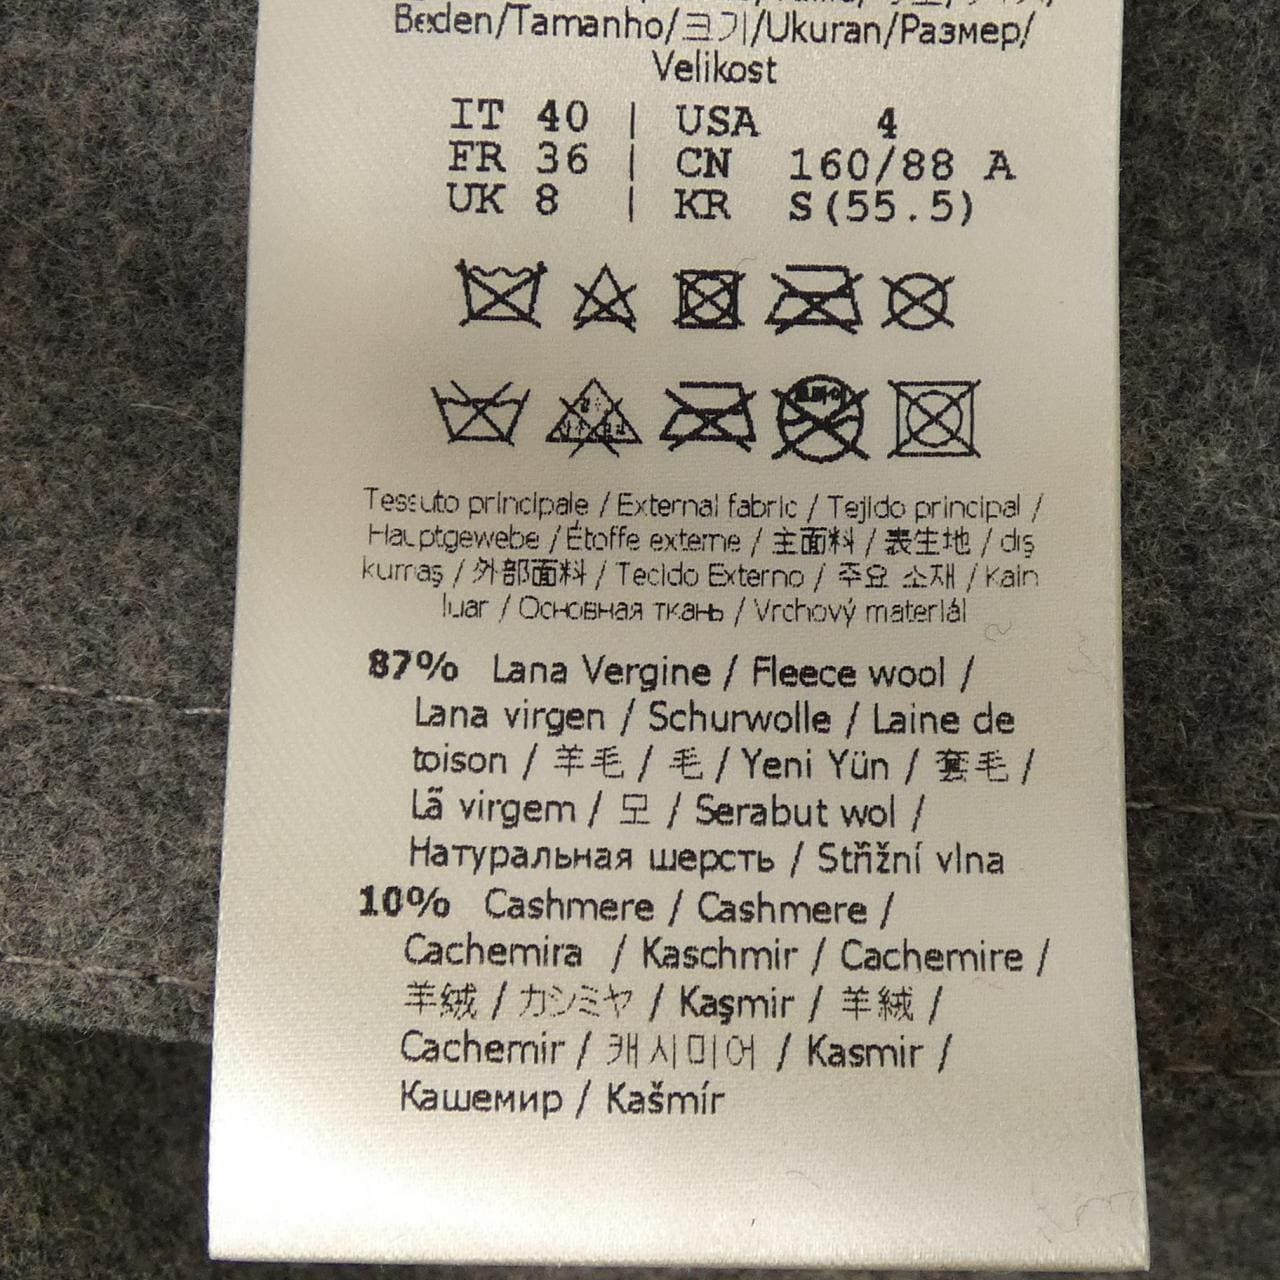 Beden/Tamanho/크기/Ukuran/Размер/
Velikost
IT 40 | USA 4
FR 36 | CN 160/88 A
UK 8 | KR S(55.5)
Tessuto principale / External fabric / Tejido principal /
Hauptgewebe / Étoffe externe / 主面料 / 表生地 / dış
kumaş / 外部面料 / Tecido Externo / 주요 소재 / Kain
luar / Основная ткань / Vrchový materiál
87% Lana Vergine / Fleece wool /
Lana virgen / Schurwolle / Laine de
toison / 羊毛 / 毛 / Yeni Yün / 套毛 /
Lã virgem / 모 / Serabut wol /
Натуральная шерсть / Střižní vlna
10% Cashmere / Cashmere /
Cachemira / Kaschmir / Cachemire /
羊絨 / カシミヤ / Kaşmir / 羊絨 /
Cachemir / 캐시미어 / Kasmir /
Кашемир / Kašmír